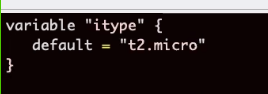 variable "itype" {
   default = "t2.micro"
}